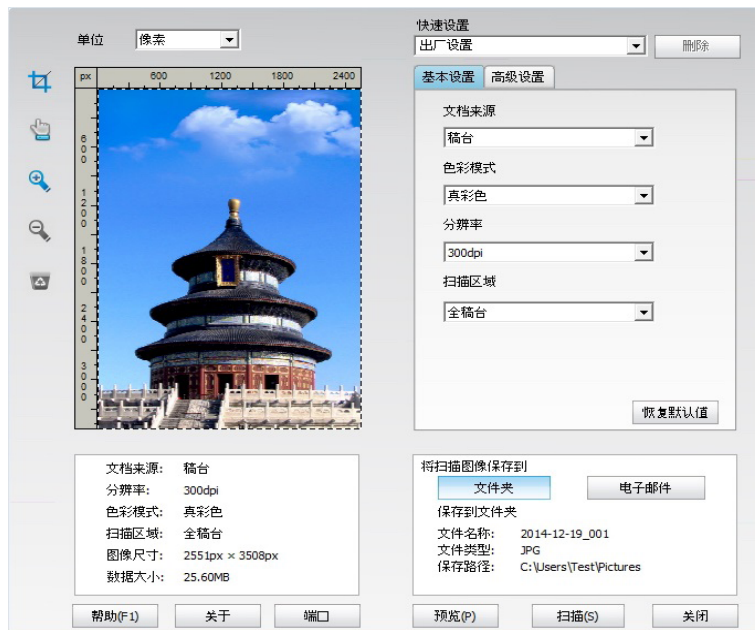 单位 像素
快速设置
出厂设置 删除
px 600 1200 1800 2400
600
1200
1800
2400
3000
基本设置 高级设置
文档来源
稿台
色彩模式
真彩色
分辨率
300dpi
扫描区域
全稿台
恢复默认值
文档来源: 稿台
分辨率: 300dpi
色彩模式: 真彩色
扫描区域: 全稿台
图像尺寸: 2551px × 3508px
数据大小: 25.60MB
将扫描图像保存到
文件夹 电子邮件
保存到文件夹
文件名称: 2014-12-19_001
文件类型: JPG
保存路径: C:\Users\Test\Pictures
帮助(F1) 关于 端口 预览(P) 扫描(S) 关闭